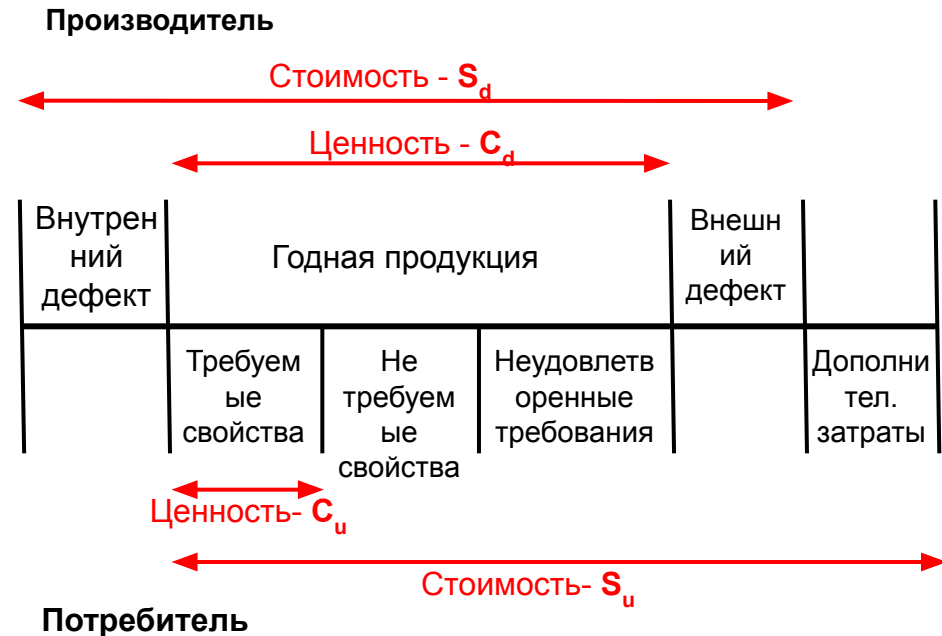 Производитель
Стоимость - Sd
Ценность - Cd
Внутрен
ний
дефект
Годная продукция
Внешн
ий
дефект
Требуем
ые
свойства
Не
требуем
ые
свойства
Неудовлетв
оренные
требования
Дополни
тел.
затраты
Ценность- Cu
Стоимость- Su
Потребитель